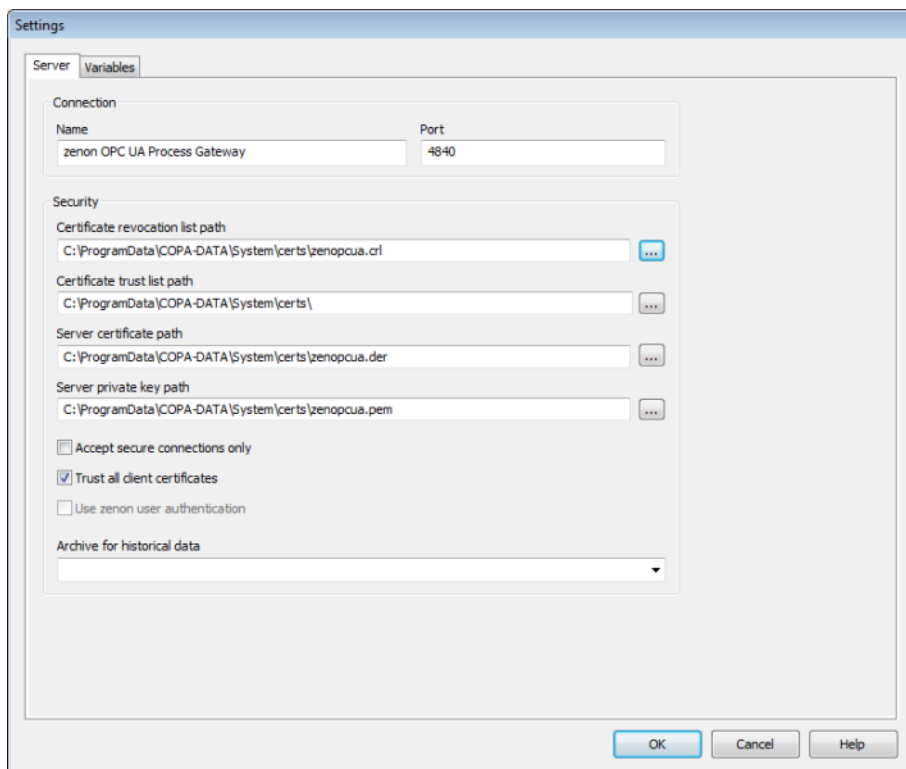 Settings
Server Variables
Connection
Name Port
zenon OPC UA Process Gateway 4840
Security
Certificate revocation list path
C:\ProgramData\COPA-DATA\System\certs\zenopcua.crl ...
Certificate trust list path
C:\ProgramData\COPA-DATA\System\certs\ ...
Server certificate path
C:\ProgramData\COPA-DATA\System\certs\zenopcua.der ...
Server private key path
C:\ProgramData\COPA-DATA\System\certs\zenopcua.pem ...
Accept secure connections only
Trust all client certificates
Use zenon user authentication
Archive for historical data
OK Cancel Help